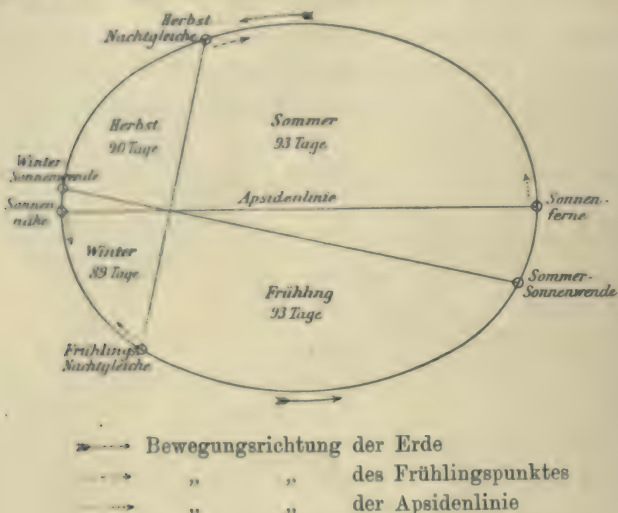 Herbst
Nachtgleiche
Herbst
90 Tage
Sommer
93 Tage
Winter
Sonnenwende
Sonnen-
nähe
Apsidenlinie
Sonnen-
ferne
Winter
89 Tage
Frühling
93 Tage
Sommer-
Sonnenwende
Frühlings
Nachtgleiche
Bewegungsrichtung der Erde
„ „ des Frühlingspunktes
„ „ der Apsidenlinie